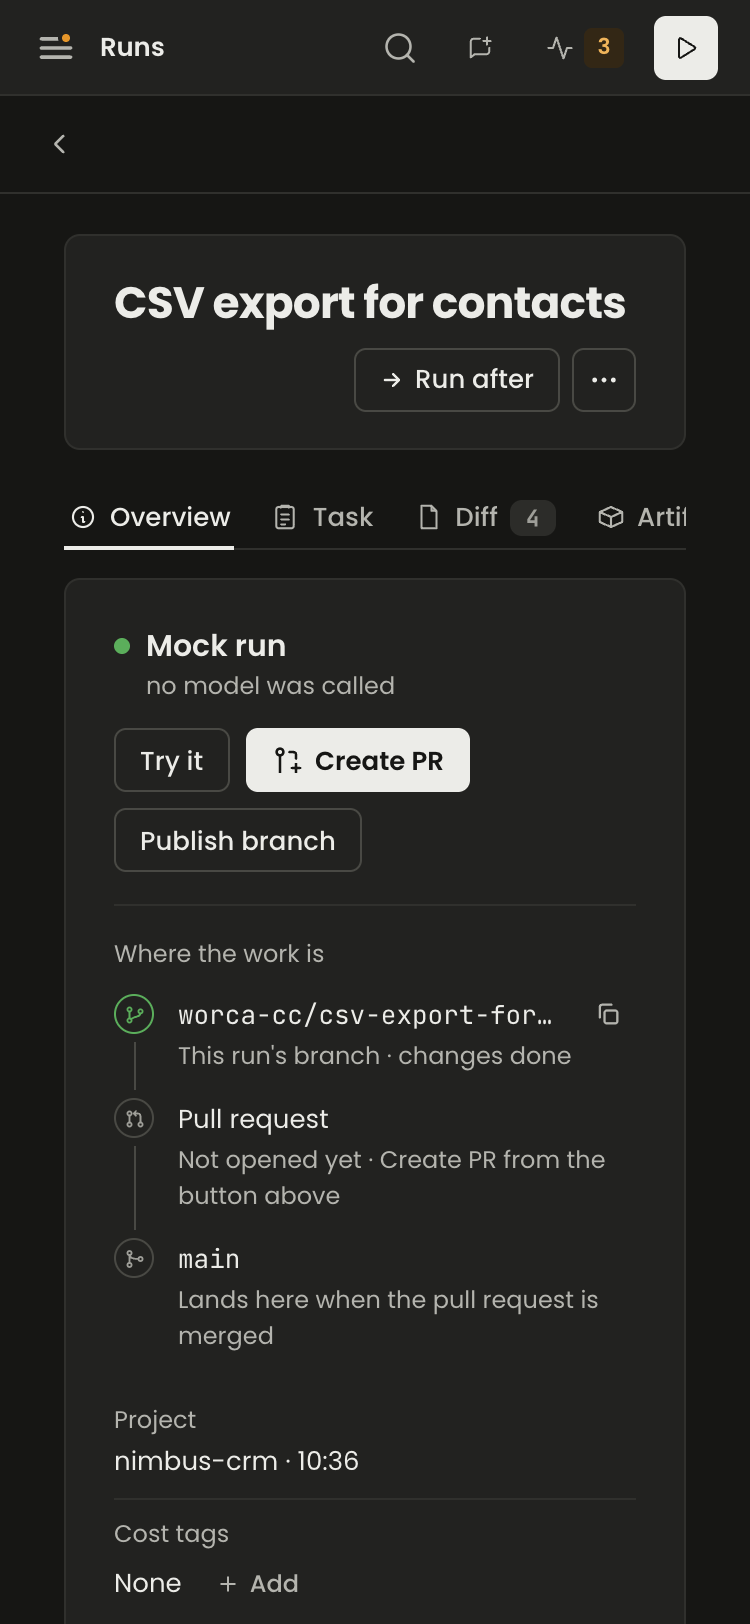 Runs
3
CSV export for contacts
Run after
Overview
Task
Diff 4
Artif
Mock run
no model was called
Try it
Create PR
Publish branch
Where the work is
worca-cc/csv-export-for…
This run's branch · changes done
Pull request
Not opened yet · Create PR from the
button above
main
Lands here when the pull request is
merged
Project
nimbus-crm · 10:36
Cost tags
None
+ Add